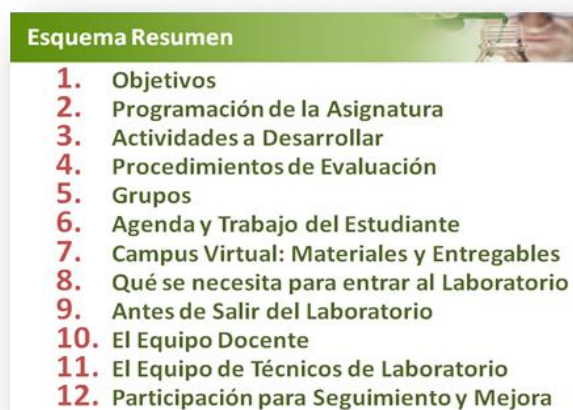 Esquema Resumen
1. Objetivos
2. Programación de la Asignatura
3. Actividades a Desarrollar
4. Procedimientos de Evaluación
5. Grupos
6. Agenda y Trabajo del Estudiante
7. Campus Virtual: Materiales y Entregables
8. Qué se necesita para entrar al Laboratorio
9. Antes de Salir del Laboratorio
10. El Equipo Docente
11. El Equipo de Técnicos de Laboratorio
12. Participación para Seguimiento y Mejora